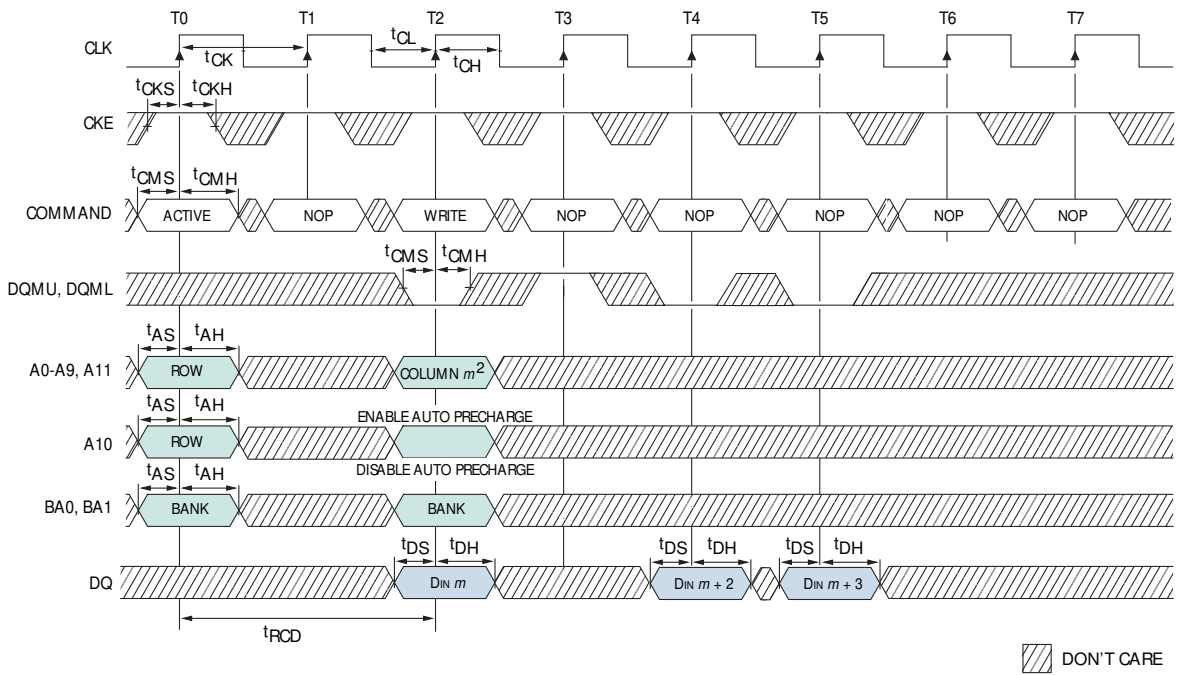 T0 T1 T2 T3 T4 T5 T6 T7
CLK
tCK tCL tCH
tCKS tCKH
CKE
tCMS tCMH
COMMAND ACTIVE NOP WRITE NOP NOP NOP NOP NOP
tCMS tCMH
DQMU, DQML
tAS tAH
A0-A9, A11 ROW COLUMN m2
tAS tAH ENABLE AUTO PRECHARGE
A10 ROW
tAS tAH DISABLE AUTO PRECHARGE
BA0, BA1 BANK BANK
tDS tDH tDS tDH tDS tDH
DQ DIN m DIN m + 2 DIN m + 3
tRCD
DON'T CARE